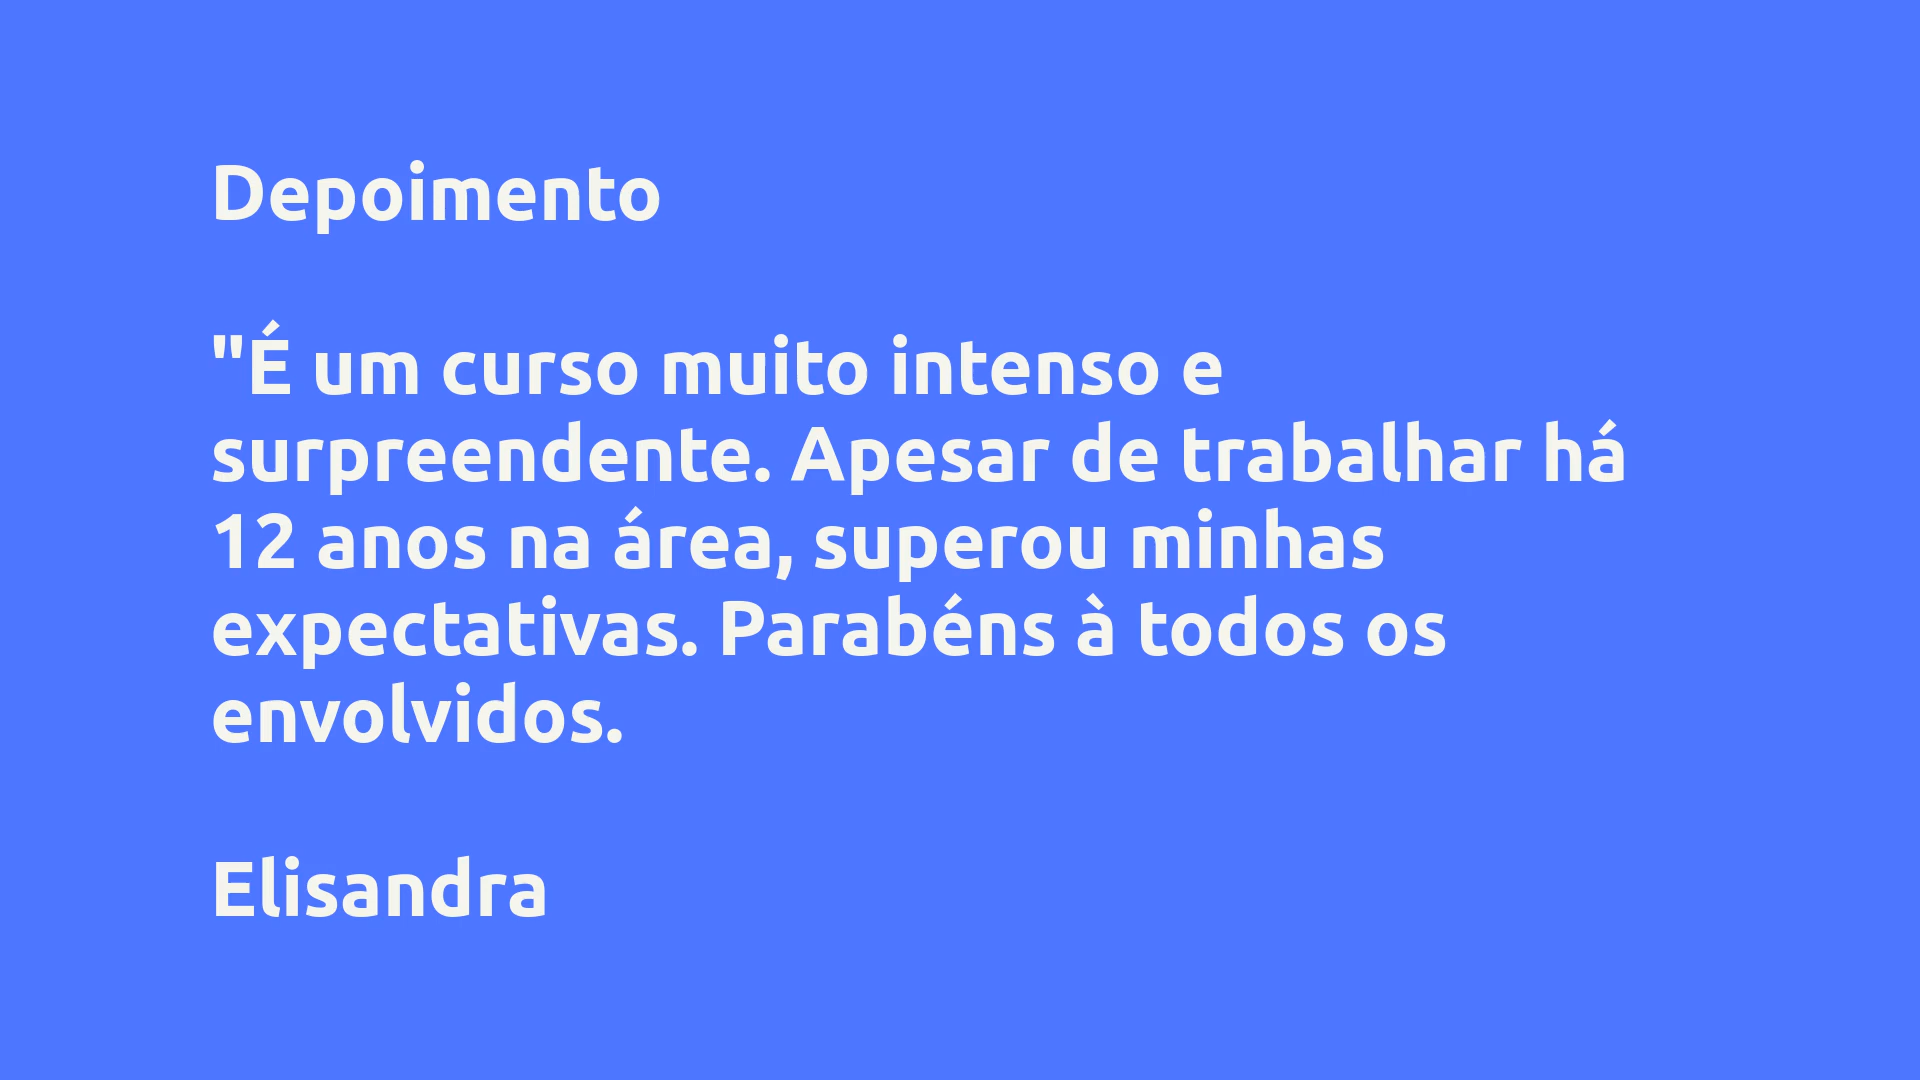 Depoimento
"É um curso muito intenso e
surpreendente. Apesar de trabalhar há
12 anos na área, superou minhas
expectativas. Parabéns à todos os
envolvidos.
Elisandra